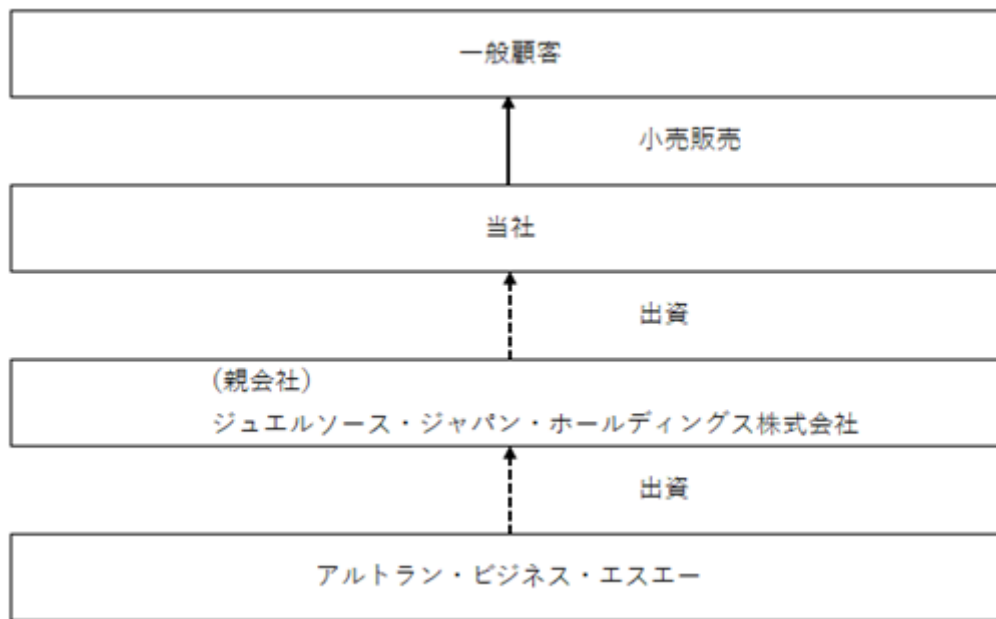 一般顧客
小売販売
当社
出資
(親会社)
ジュエルソース・ジャパン・ホールディングス株式会社
出資
アルトラン・ビジネス・エスエー